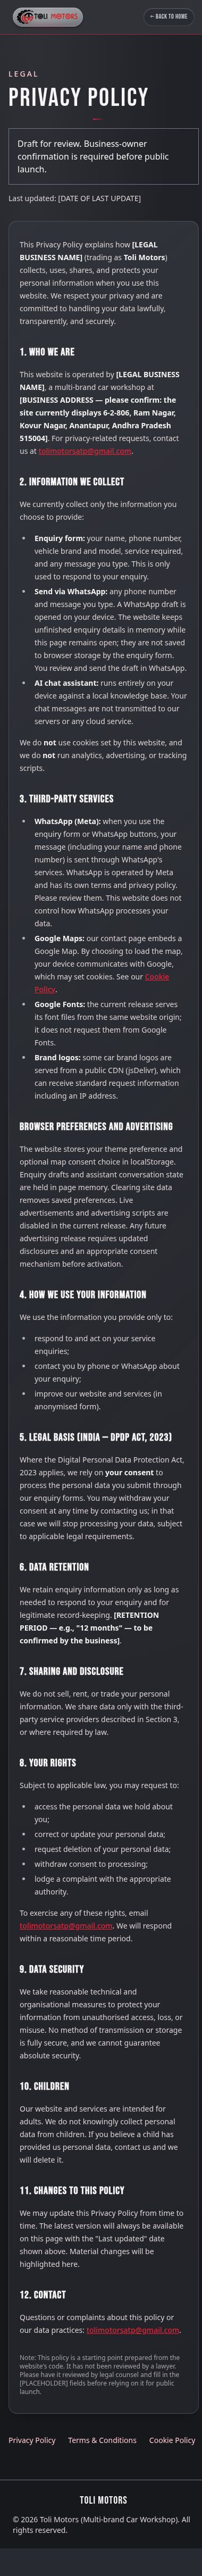 TOLI MOTORS
← BACK TO HOME
LEGAL
PRIVACY POLICY
Draft for review. Business-owner
confirmation is required before public
launch.
Last updated: [DATE OF LAST UPDATE]
This Privacy Policy explains how [LEGAL
BUSINESS NAME] (trading as Toli Motors)
collects, uses, shares, and protects your
personal information when you use this
website. We respect your privacy and are
committed to handling your data lawfully,
transparently, and securely.
1. WHO WE ARE
This website is operated by [LEGAL BUSINESS
NAME], a multi-brand car workshop at
[BUSINESS ADDRESS — please confirm: the
site currently displays 6-2-806, Ram Nagar,
Kovur Nagar, Anantapur, Andhra Pradesh
515004]. For privacy-related requests, contact
us at tolimotorsatp@gmail.com.
2. INFORMATION WE COLLECT
We currently collect only the information you
choose to provide:
• Enquiry form: your name, phone number,
vehicle brand and model, service required,
and any message you type. This is only
used to respond to your enquiry.
• Send via WhatsApp: any phone number
and message you type. A WhatsApp draft is
opened on your device. The website keeps
unfinished enquiry details in memory while
this page remains open; they are not saved
to browser storage by the enquiry form.
You review and send the draft in WhatsApp.
• AI chat assistant: runs entirely on your
device against a local knowledge base. Your
chat messages are not transmitted to our
servers or any cloud service.
We do not use cookies set by this website, and
we do not run analytics, advertising, or tracking
scripts.
3. THIRD-PARTY SERVICES
• WhatsApp (Meta): when you use the
enquiry form or WhatsApp buttons, your
message (including your name and phone
number) is sent through WhatsApp's
services. WhatsApp is operated by Meta
and has its own terms and privacy policy.
Please review them. This website does not
control how WhatsApp processes your
data.
• Google Maps: our contact page embeds a
Google Map. By choosing to load the map,
your device communicates with Google,
which may set cookies. See our Cookie
Policy.
• Google Fonts: the current release serves
its font files from the same website origin;
it does not request them from Google
Fonts.
• Brand logos: some car brand logos are
served from a public CDN (jsDelivr), which
can receive standard request information
including an IP address.
BROWSER PREFERENCES AND ADVERTISING
The website stores your theme preference and
optional map consent choice in localStorage.
Enquiry drafts and assistant conversation state
are held in page memory. Clearing site data
removes saved preferences. Live
advertisements and advertising scripts are
disabled in the current release. Any future
advertising release requires updated
disclosures and an appropriate consent
mechanism before activation.
4. HOW WE USE YOUR INFORMATION
We use the information you provide only to:
• respond to and act on your service
enquiries;
• contact you by phone or WhatsApp about
your enquiry;
• improve our website and services (in
anonymised form).
5. LEGAL BASIS (INDIA — DPDP ACT, 2023)
Where the Digital Personal Data Protection Act,
2023 applies, we rely on your consent to
process the personal data you submit through
our enquiry forms. You may withdraw your
consent at any time by contacting us; in that
case we will stop processing your data, subject
to applicable legal requirements.
6. DATA RETENTION
We retain enquiry information only as long as
needed to respond to your enquiry and for
legitimate record-keeping. [RETENTION
PERIOD — e.g., "12 months" — to be
confirmed by the business].
7. SHARING AND DISCLOSURE
We do not sell, rent, or trade your personal
information. We share data only with the third-
party service providers described in Section 3,
or where required by law.
8. YOUR RIGHTS
Subject to applicable law, you may request to:
• access the personal data we hold about
you;
• correct or update your personal data;
• request deletion of your personal data;
• withdraw consent to processing;
• lodge a complaint with the appropriate
authority.
To exercise any of these rights, email
tolimotorsatp@gmail.com. We will respond
within a reasonable time period.
9. DATA SECURITY
We take reasonable technical and
organisational measures to protect your
information from unauthorised access, loss, or
misuse. No method of transmission or storage
is fully secure, and we cannot guarantee
absolute security.
10. CHILDREN
Our website and services are intended for
adults. We do not knowingly collect personal
data from children. If you believe a child has
provided us personal data, contact us and we
will delete it.
11. CHANGES TO THIS POLICY
We may update this Privacy Policy from time to
time. The latest version will always be available
on this page with the "Last updated" date
shown above. Material changes will be
highlighted here.
12. CONTACT
Questions or complaints about this policy or
our data practices: tolimotorsatp@gmail.com.
Note: This policy is a starting point prepared from the
website's code. It has not been reviewed by a lawyer.
Please have it reviewed by legal counsel and fill in the
[PLACEHOLDER] fields before relying on it for public
launch.
Privacy Policy Terms & Conditions Cookie Policy
TOLI MOTORS
© 2026 Toli Motors (Multi-brand Car Workshop). All
rights reserved.